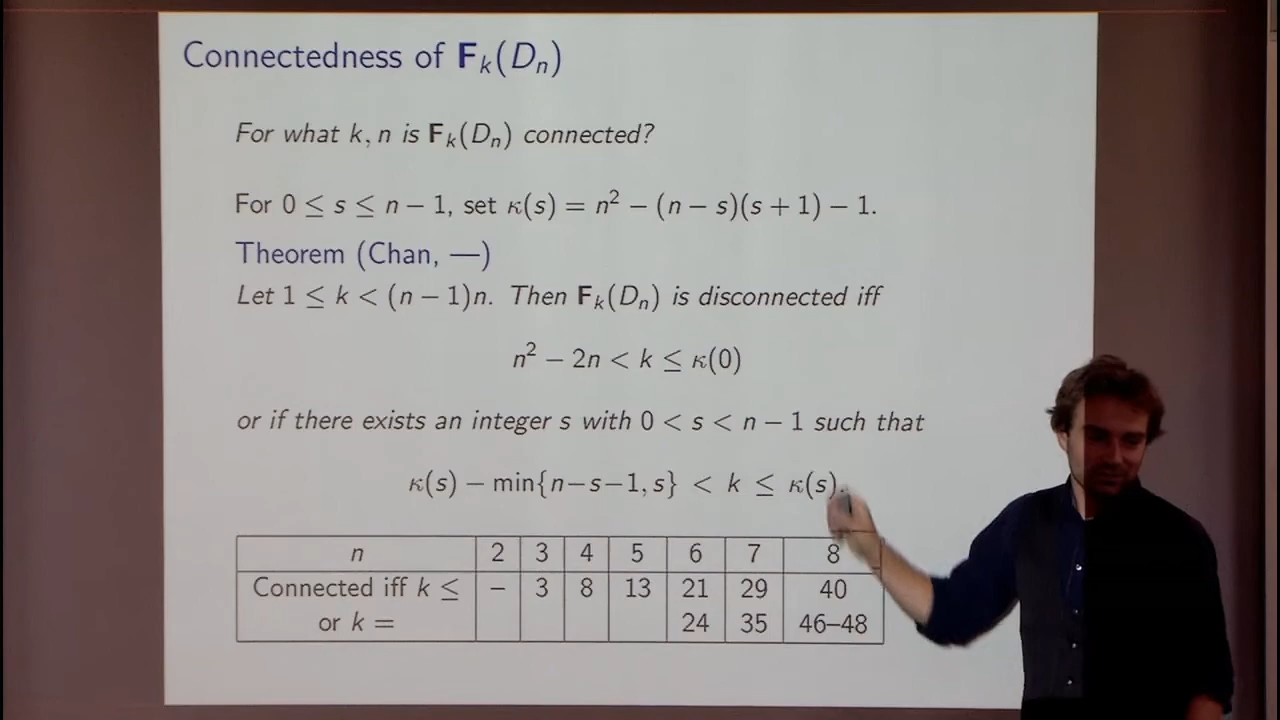 Connectedness of F_k(D_n)
For what k, n is F_k(D_n) connected?
For 0 ≤ s ≤ n − 1, set κ(s) = n² − (n − s)(s + 1) − 1.
Theorem (Chan, —)
Let 1 ≤ k < (n − 1)n. Then F_k(D_n) is disconnected iff
n² − 2n < k ≤ κ(0)
or if there exists an integer s with 0 < s < n − 1 such that
κ(s) − min{n−s−1, s} < k ≤ κ(s).
n 2 3 4 5 6 7 8
Connected iff k ≤ – 3 8 13 21 29 40
or k = 24 35 46–48